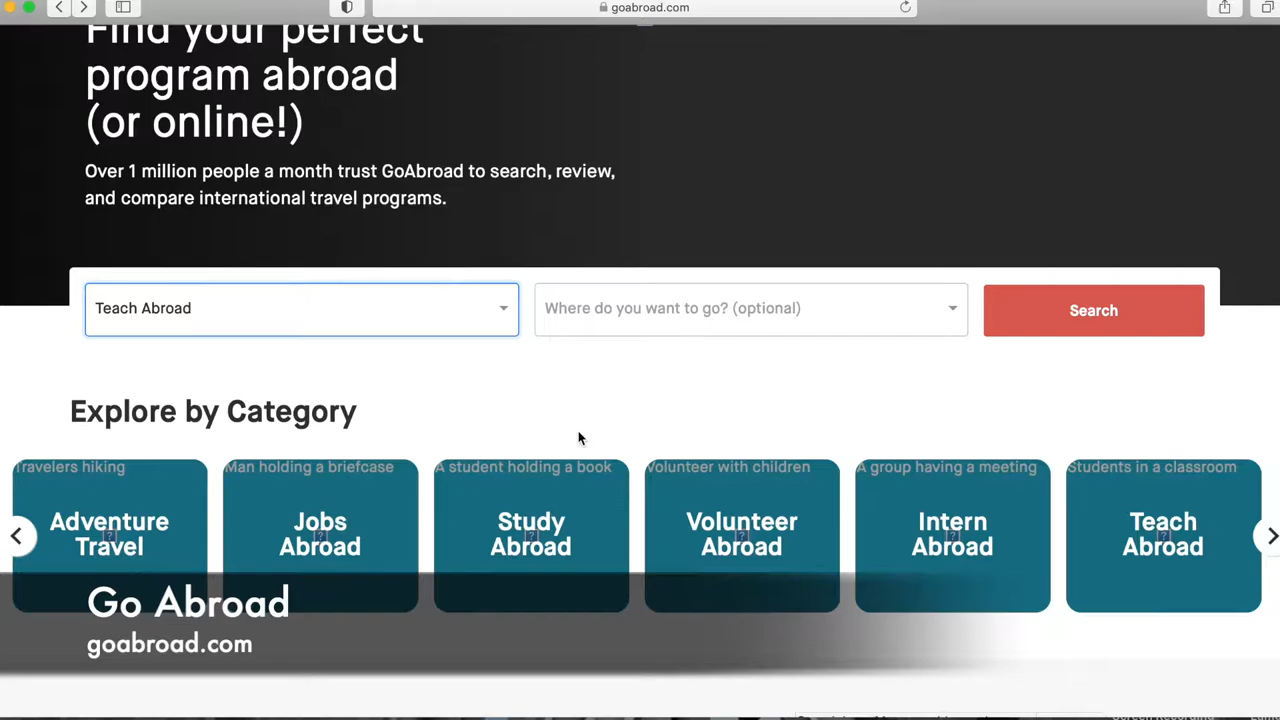 goabroad.com
Find your perfect
program abroad
(or online!)
Over 1 million people a month trust GoAbroad to search, review,
and compare international travel programs.
Teach Abroad
Where do you want to go? (optional)
Search
Explore by Category
Travelers hiking
Adventure
Travel
Man holding a briefcase
Jobs
Abroad
A student holding a book
Study
Abroad
Volunteer with children
Volunteer
Abroad
A group having a meeting
Intern
Abroad
Students in a classroom
Teach
Abroad
Go Abroad
goabroad.com